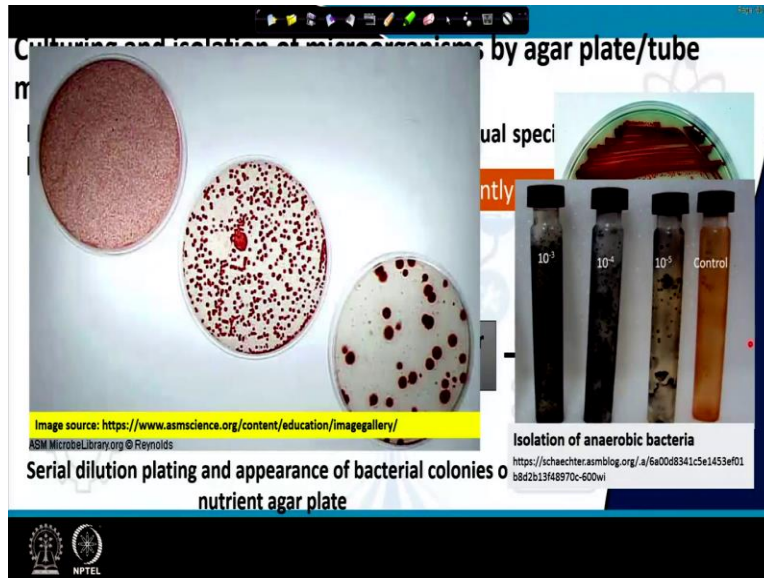 Culturing and isolation of microorganisms by agar plate/tube
m
ual speci
ently
10-3
10-4
10-5
Control
r
Image source: https://www.asmscience.org/content/education/imagegallery/
ASM MicrobeLibrary.org © Reynolds
Isolation of anaerobic bacteria
https://schaechter.asmblog.org/.a/6a00d8341c5e1453ef01
b8d2b13f48970c-600wi
Serial dilution plating and appearance of bacterial colonies o
nutrient agar plate
NPTEL